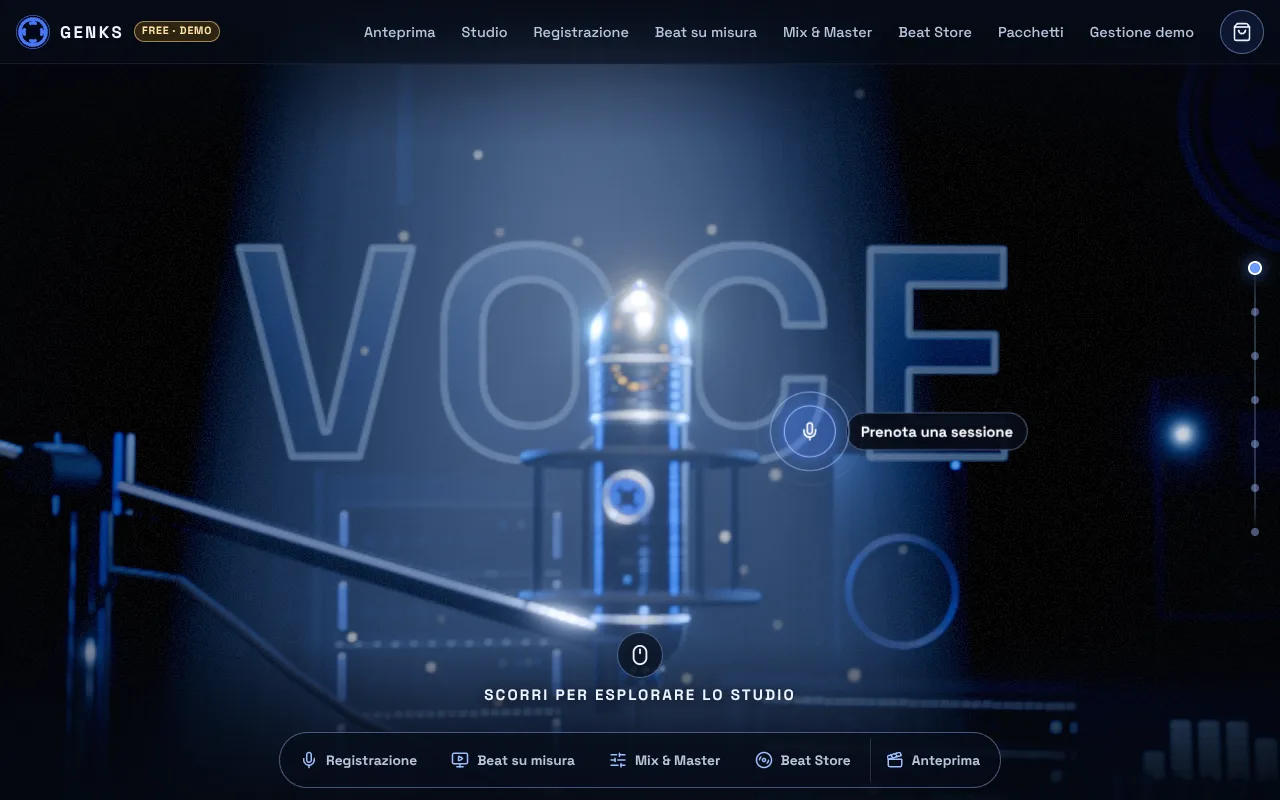 GENKS
FREE · DEMO
Anteprima
Studio
Registrazione
Beat su misura
Mix & Master
Beat Store
Pacchetti
Gestione demo
VOCE
Prenota una sessione
SCORRI PER ESPLORARE LO STUDIO
Registrazione
Beat su misura
Mix & Master
Beat Store
Anteprima